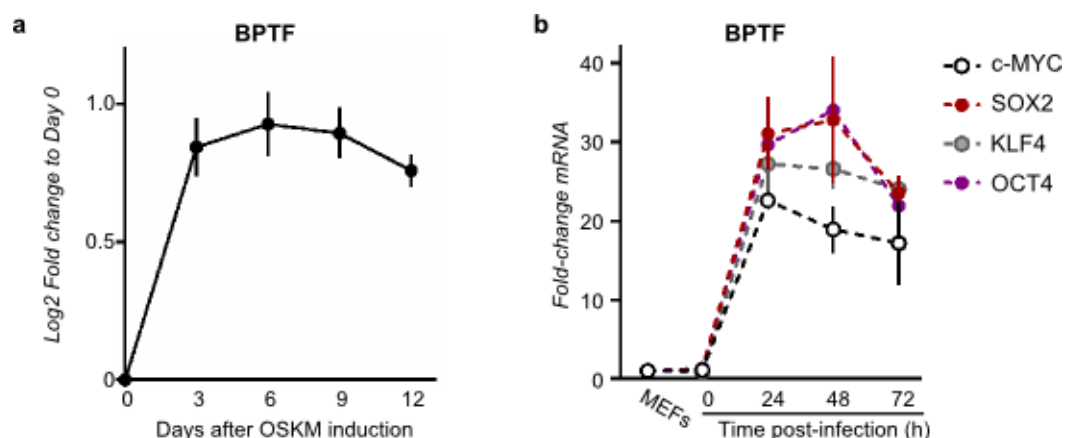 a
BPTF
Log2 Fold change to Day 0
1.0
0.5
0
0 3 6 9 12
Days after OSKM induction
b
BPTF
Fold-change mRNA
40
30
20
10
0
MEFs 0 24 48 72
Time post-infection (h)
c-MYC
SOX2
KLF4
OCT4